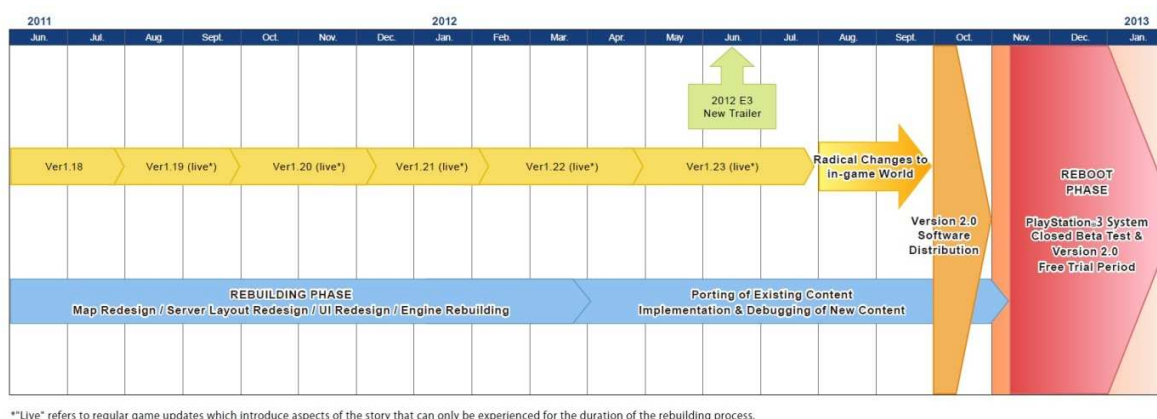 2011 2012 2013
Jun. Jul. Aug. Sept. Oct. Nov. Dec. Jan. Feb. Mar. Apr. May Jun. Jul. Aug. Sept. Oct. Nov. Dec. Jan.
2012 E3
New Trailer
Ver1.18 Ver1.19 (live*) Ver1.20 (live*) Ver1.21 (live*) Ver1.22 (live*) Ver1.23 (live*)
Radical Changes to
in-game World
Version 2.0
Software
Distribution
REBOOT
PHASE
PlayStation®3 System
Closed Beta Test &
Version 2.0
Free Trial Period
REBUILDING PHASE
Map Redesign / Server Layout Redesign / UI Redesign / Engine Rebuilding
Porting of Existing Content
Implementation & Debugging of New Content
*"Live" refers to regular game updates which introduce aspects of the story that can only be experienced for the duration of the rebuilding process.